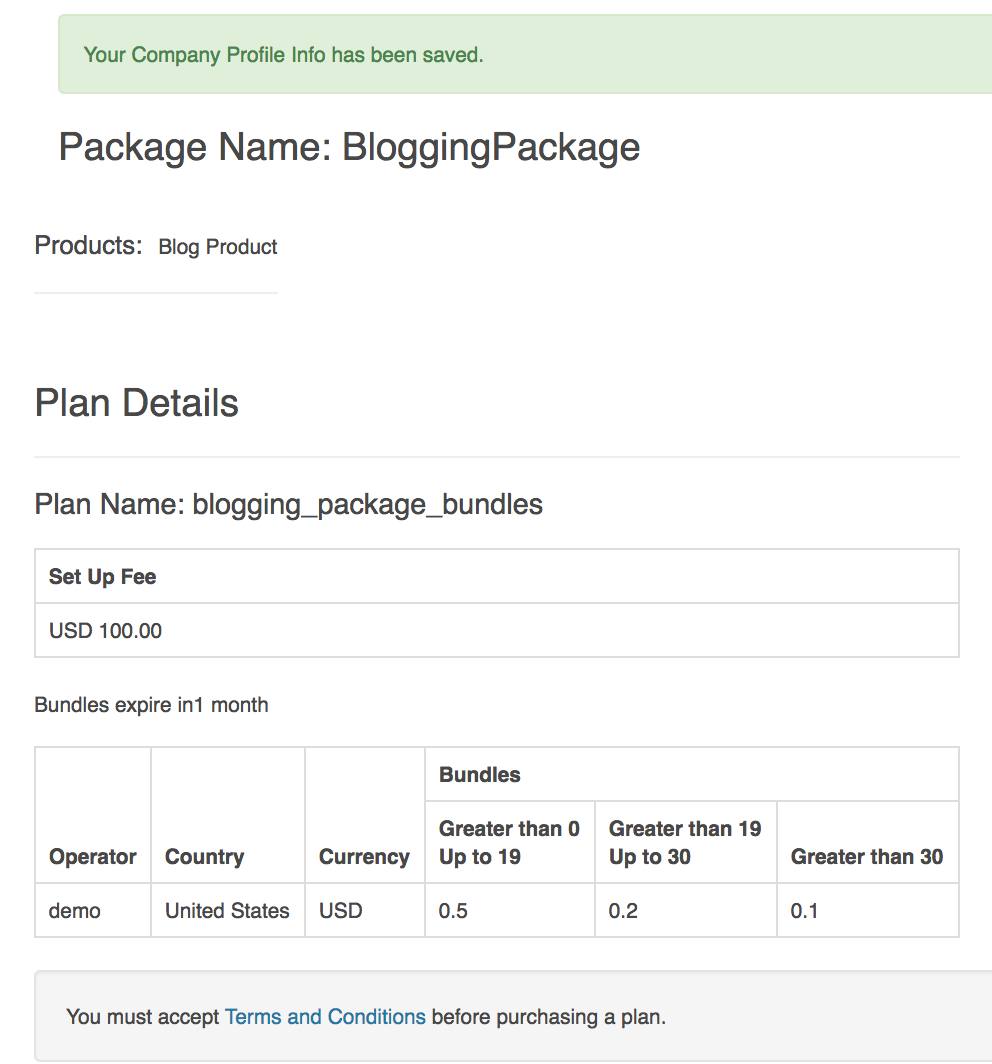 Your Company Profile Info has been saved.
Package Name: BloggingPackage
Products: Blog Product
Plan Details
Plan Name: blogging_package_bundles
Set Up Fee
USD 100.00
Bundles expire in1 month
Bundles
Operator Country Currency Greater than 0 Up to 19 Greater than 19 Up to 30 Greater than 30
demo United States USD 0.5 0.2 0.1
You must accept Terms and Conditions before purchasing a plan.